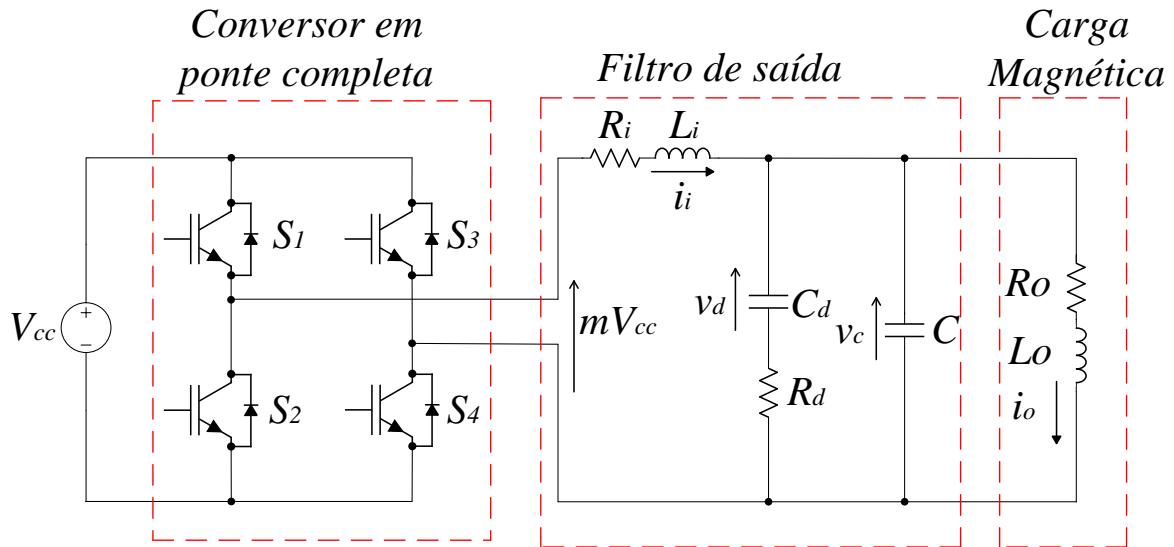 Conversor em
ponte completa
Filtro de saída
Carga
Magnética
Ri
Li
ii
S1
S3
Vcc
+
−
mVcc
vd
Cd
vc
C
Ro
Lo
io
Rd
S2
S4